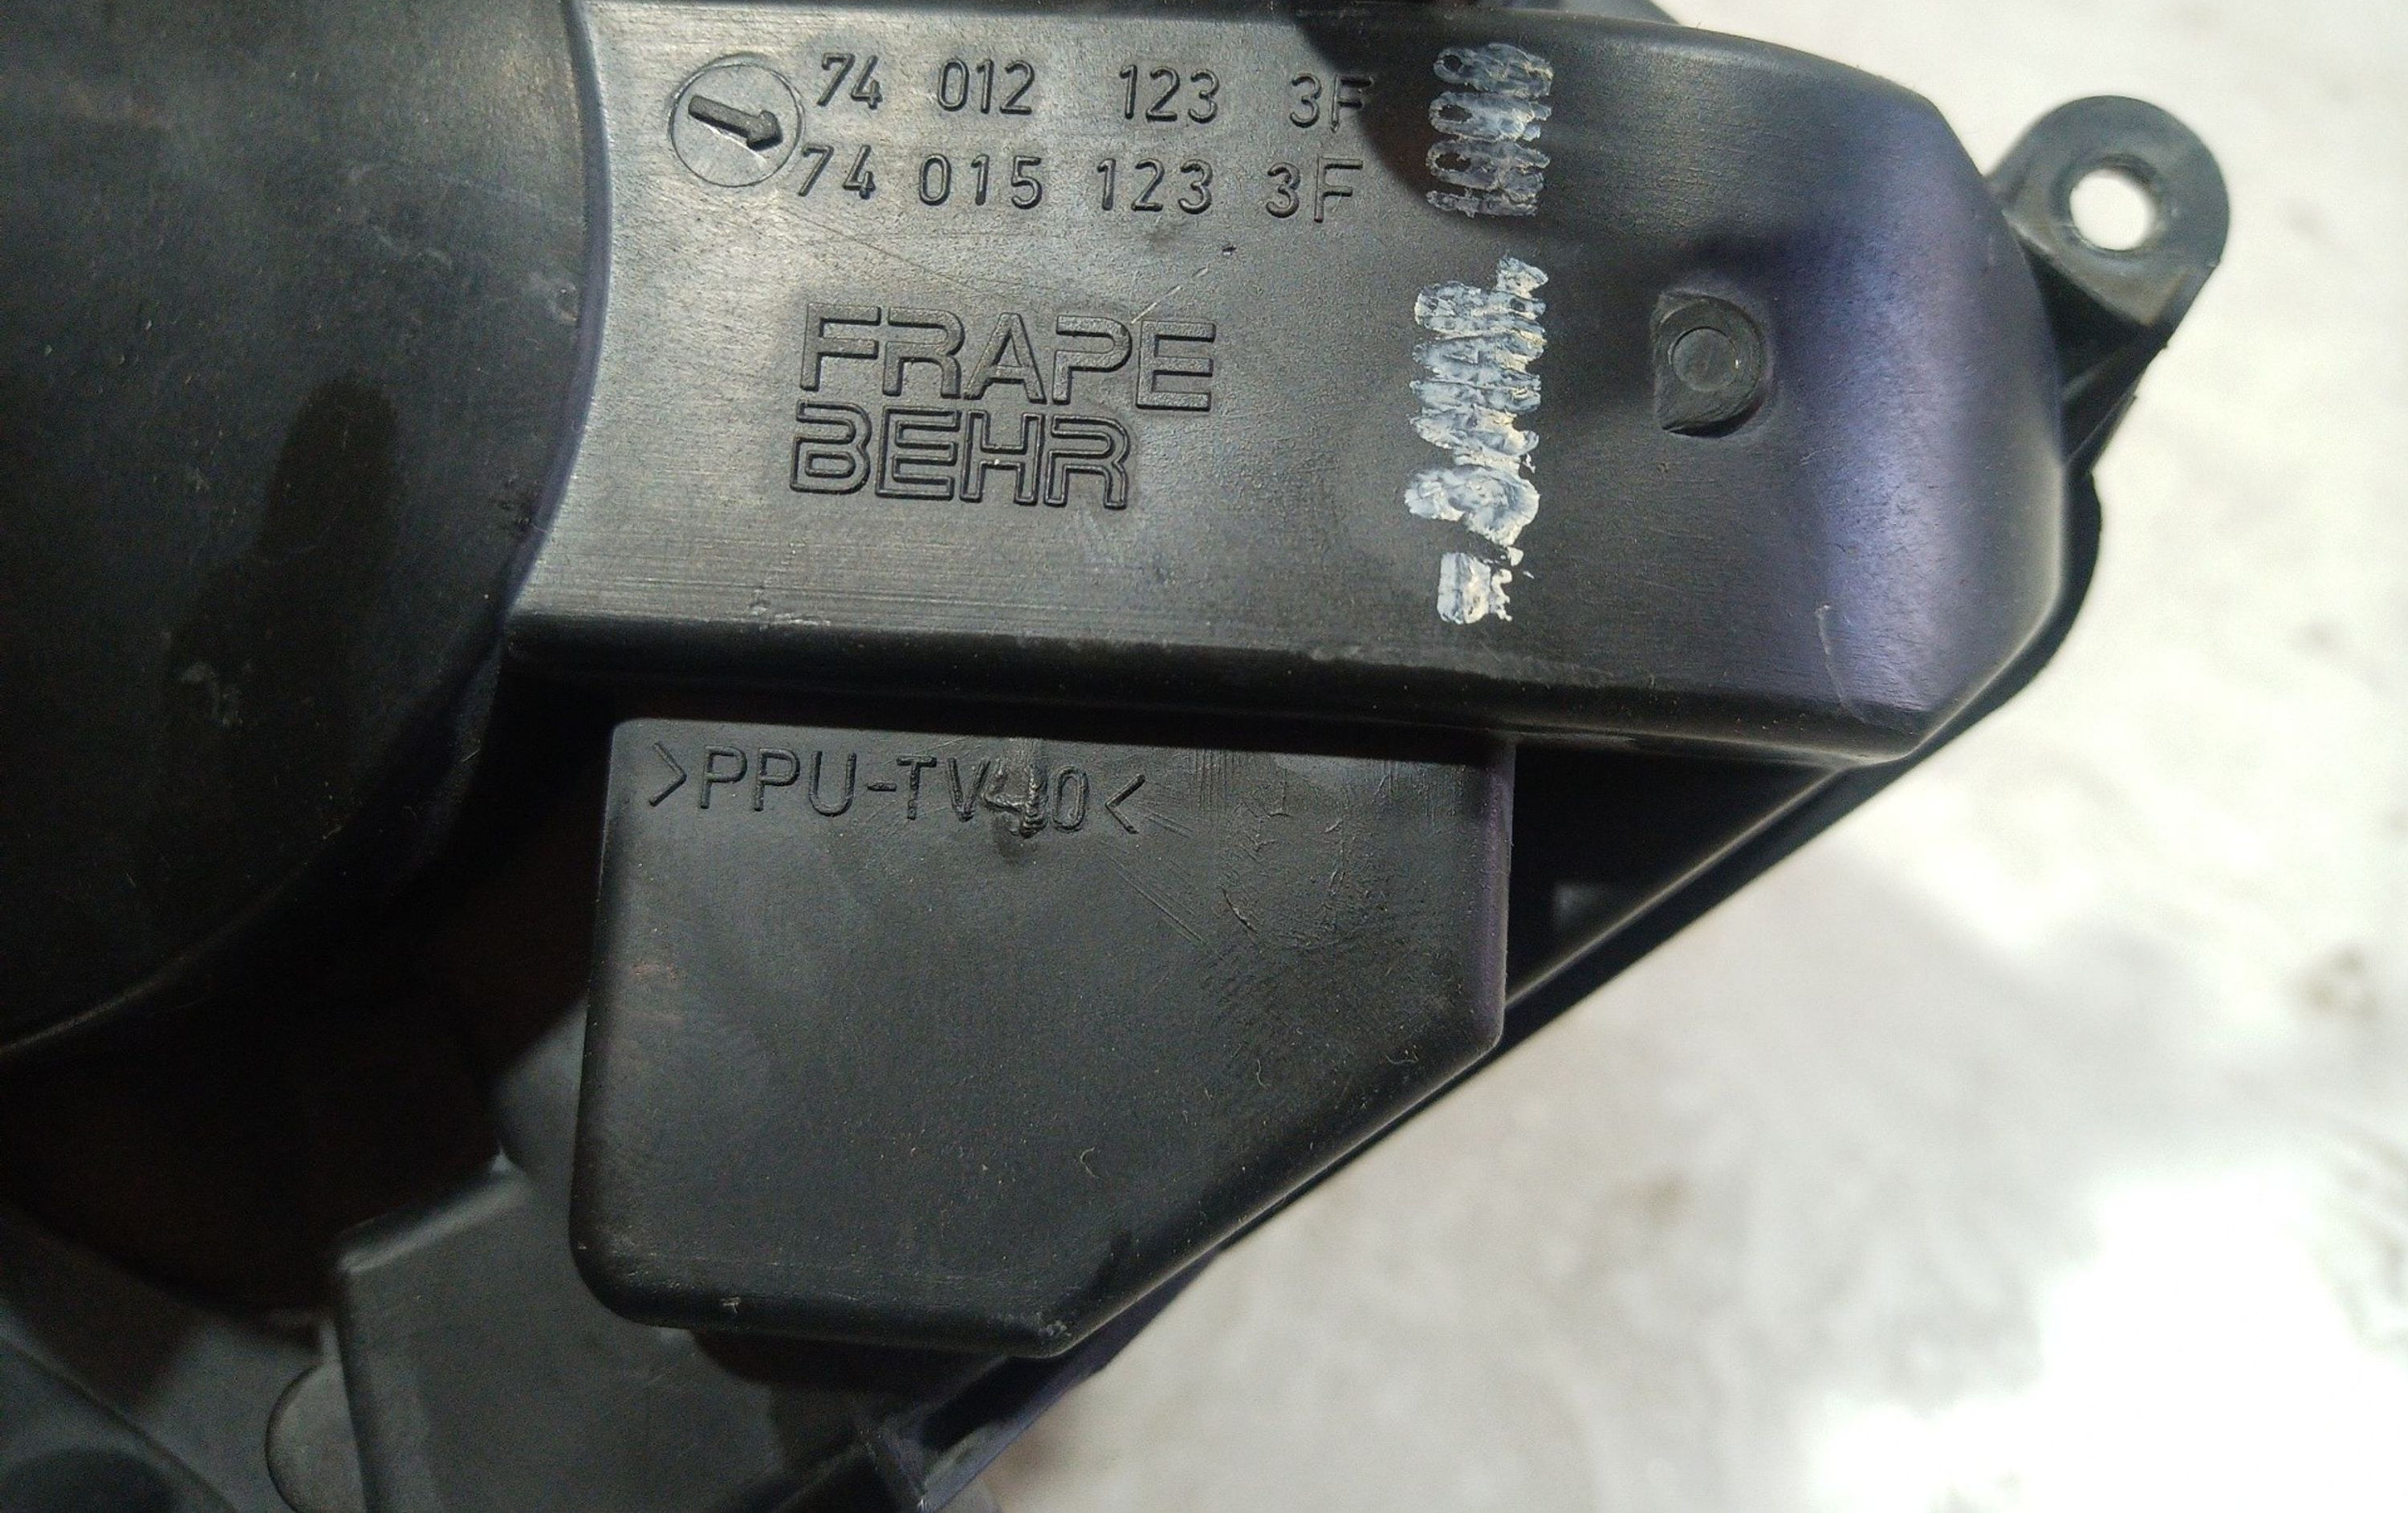 74 012 123 3F
74 015 123 3F
FRAPE
BEHR
>PPU-TV40<